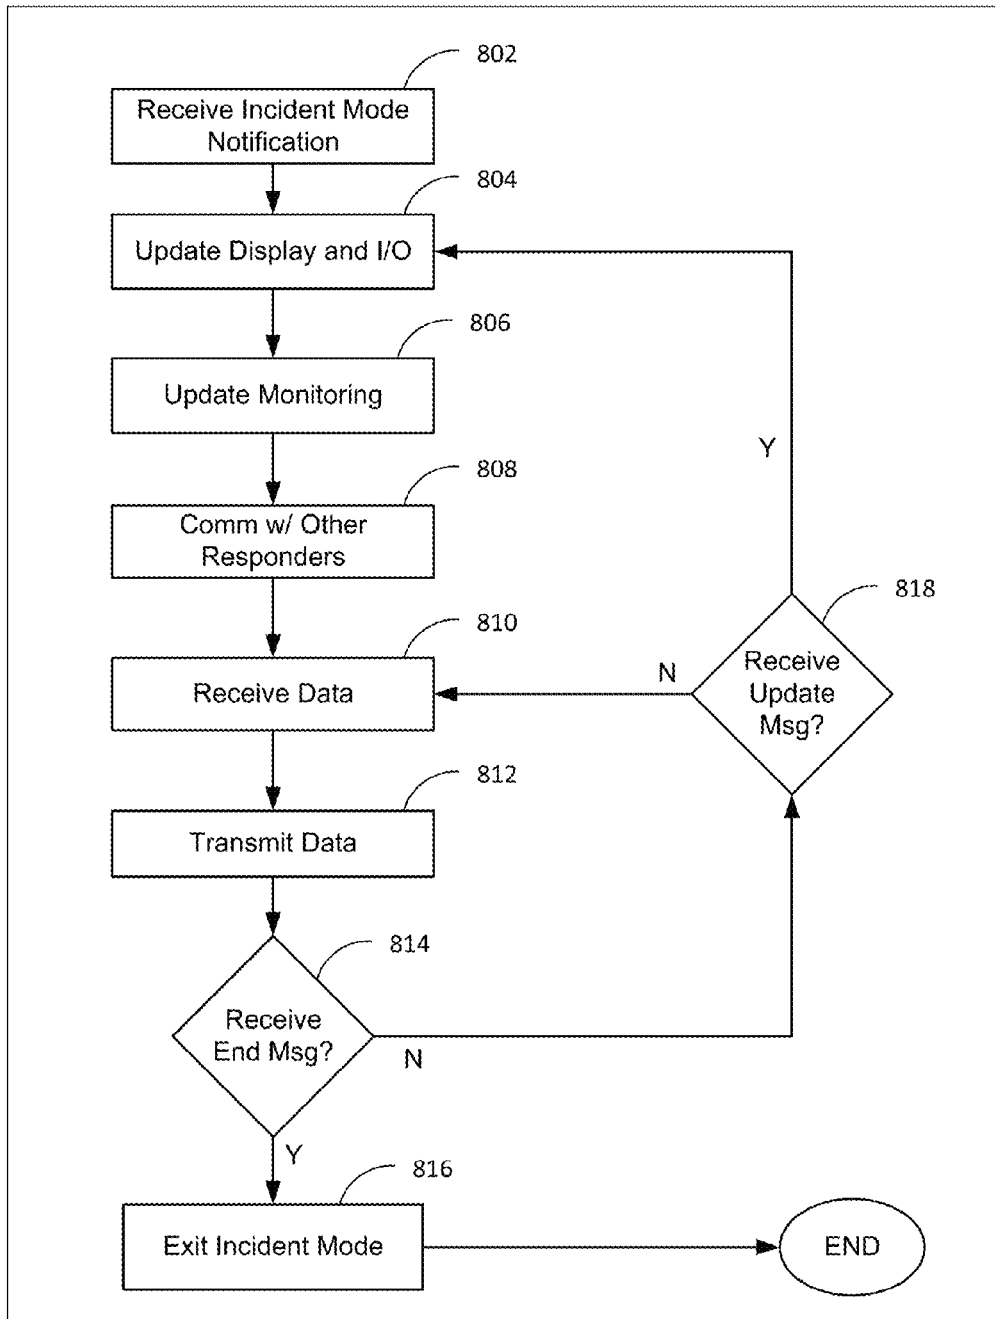 802
Receive Incident Mode
Notification
804
Update Display and I/O
806
Update Monitoring
Y
808
Comm w/ Other
Responders
818
810
Receive
Update
Msg?
N
Receive Data
812
Transmit Data
814
Receive
End Msg?
N
Y
816
Exit Incident Mode
END